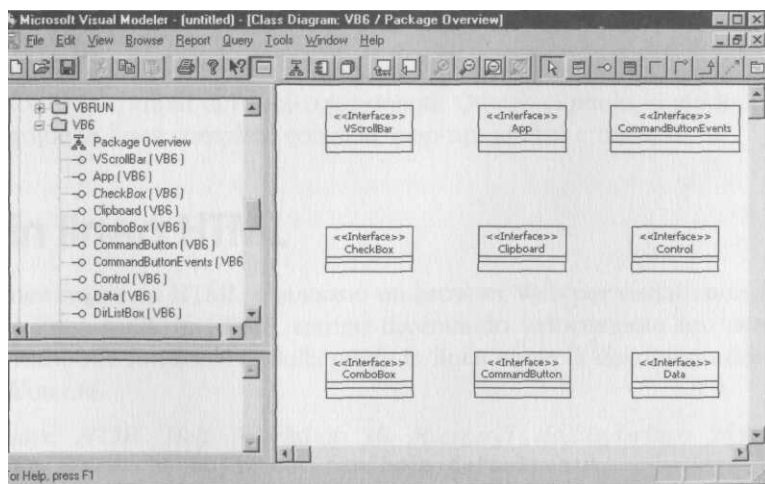 Microsoft Visual Modeler - (untitled) - [Class Diagram: VB6 / Package Overview]
File Edit View Browse Report Query Tools Window Help
VBRUN
VB6
Package Overview
VScrollBar (VB6)
App (VB6)
CheckBox (VB6)
Clipboard (VB6)
ComboBox (VB6)
CommandButton (VB6)
CommandButtonEvents (VB6
Control (VB6)
Data (VB6)
DirListBox (VB6)
<<Interface>>
VScrollBar
<<Interface>>
App
<<Interface>>
CommandButtonEvents
<<Interface>>
CheckBox
<<Interface>>
Clipboard
<<Interface>>
Control
<<Interface>>
ComboBox
<<Interface>>
CommandButton
<<Interface>>
Data
or Help, press F1